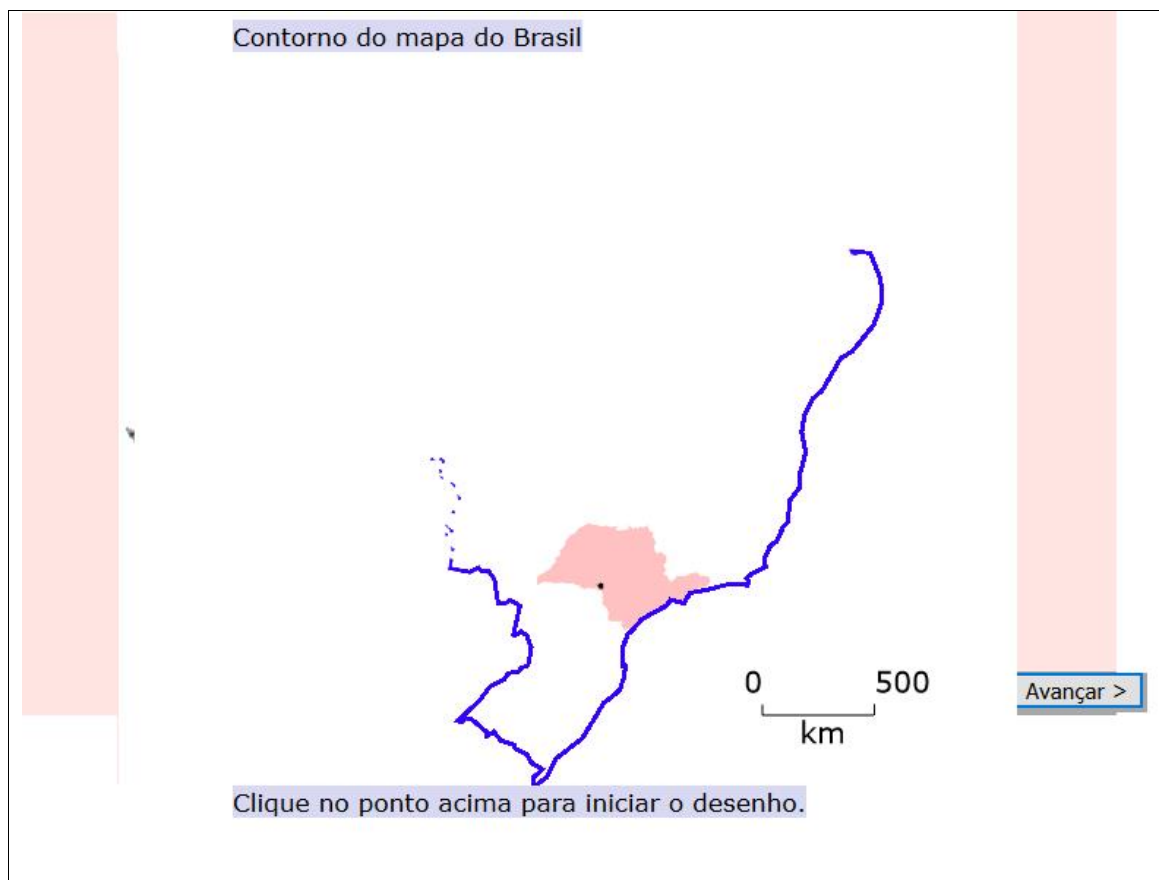 Contorno do mapa do Brasil
0 500
km
Avançar >
Clique no ponto acima para iniciar o desenho.